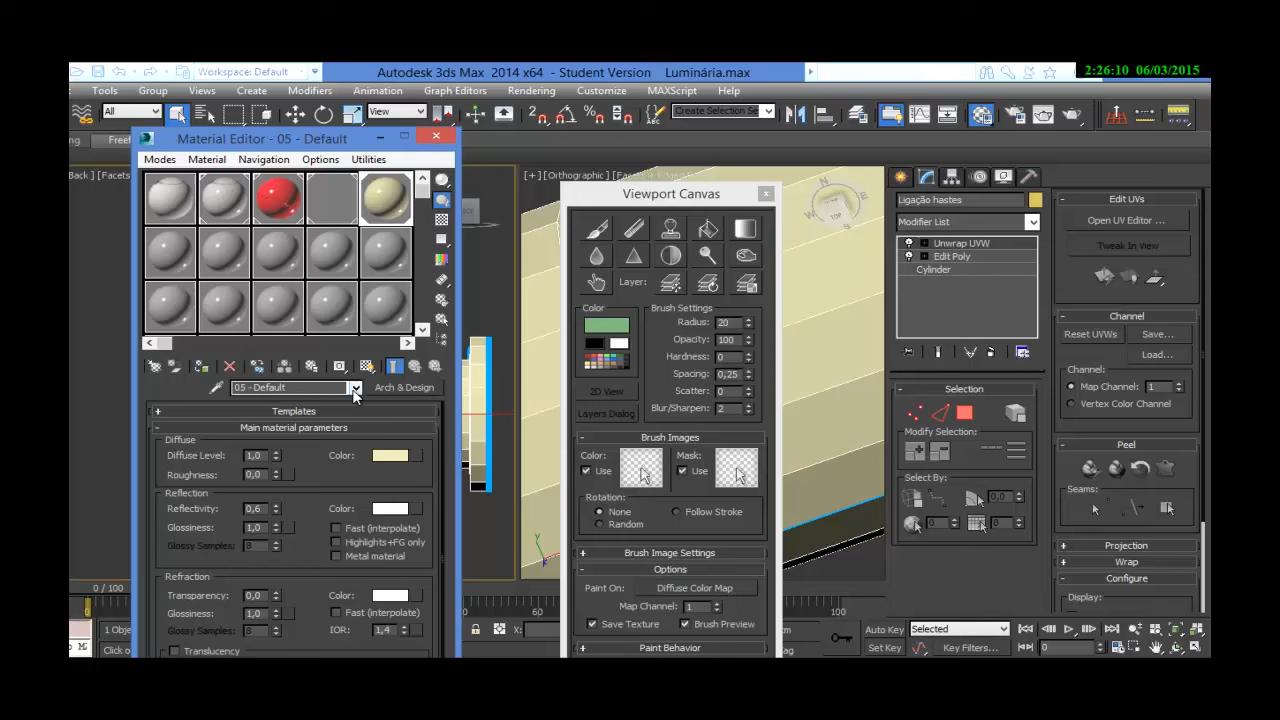 Workspace: Default
Autodesk 3ds Max 2014 x64 - Student Version Luminária.max
2:26:10 06/03/2015
Tools Group Views Create Modifiers Animation Graph Editors Rendering Customize MAXScript Help
All
View
Create Selection Se
Material Editor - 05 - Default
Modes Material Navigation Options Utilities
05 - Default
Arch & Design
Templates
Main material parameters
Diffuse
Diffuse Level: 1,0 Color:
Roughness: 0,0
Reflection
Reflectivity: 0,6 Color:
Glossiness: 1,0 Fast (interpolate)
Highlights+FG only
Glossy Samples: 8
Metal material
Refraction
Transparency: 0,0 Color:
Glossiness: 1,0 Fast (interpolate)
Glossy Samples: 8 IOR: 1,4
Translucency
Viewport Canvas
Layer:
Color
Brush Settings
Radius: 20
Opacity: 100
Hardness: 0
Spacing: 0,25
2D View
Scatter: 0
Layers Dialog
Blur/Sharpen: 2
Brush Images
Color: Mask:
Use Use
Rotation:
None Follow Stroke
Random
Brush Image Settings
Options
Paint On: Diffuse Color Map
Map Channel: 1
Save Texture Brush Preview
Paint Behavior
Back ] [Facets
[+] [Orthographic ]
TOP
Ligação hastes
Modifier List
Unwrap UVW
Edit Poly
Cylinder
Selection
Modify Selection:
Select By:
0,0
0 8
Edit UVs
Open UV Editor ...
Tweak In View
Channel
Reset UVWs Save...
Load...
Channel:
Map Channel: 1
Vertex Color Channel
Peel
Seams:
Projection
Wrap
Configure
Display:
0 / 100
0 60 100
X:
Auto Key Selected
Set Key Key Filters...
0